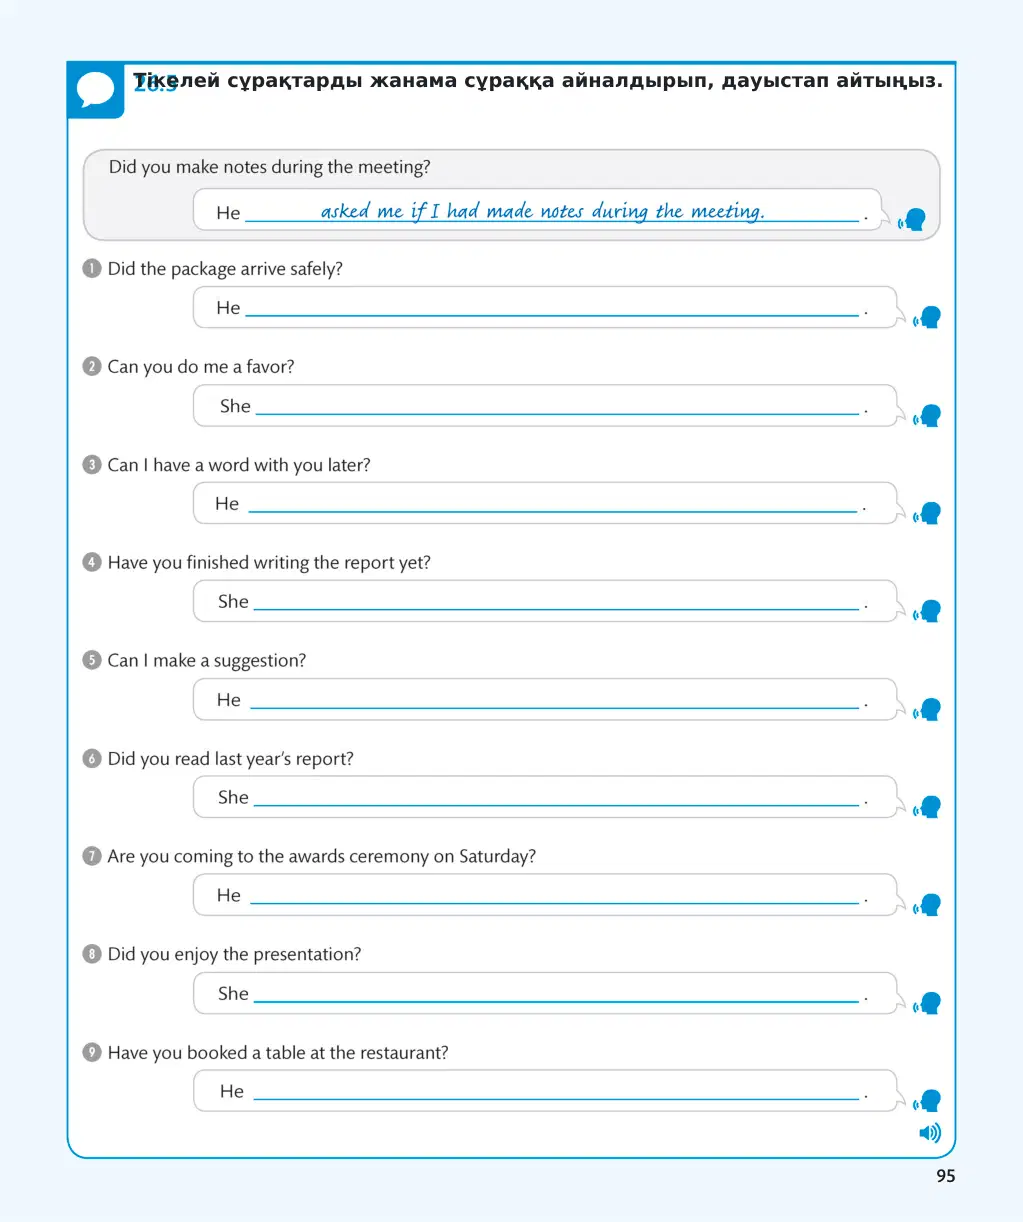 26.5 Тікелей сұрақтарды жанама сұраққа айналдырып, дауыстап айтыңыз.
Did you make notes during the meeting?
He asked me if I had made notes during the meeting. .
1 Did the package arrive safely?
He .
2 Can you do me a favor?
She .
3 Can I have a word with you later?
He .
4 Have you finished writing the report yet?
She .
5 Can I make a suggestion?
He .
6 Did you read last year’s report?
She .
7 Are you coming to the awards ceremony on Saturday?
He .
8 Did you enjoy the presentation?
She .
9 Have you booked a table at the restaurant?
He .
95